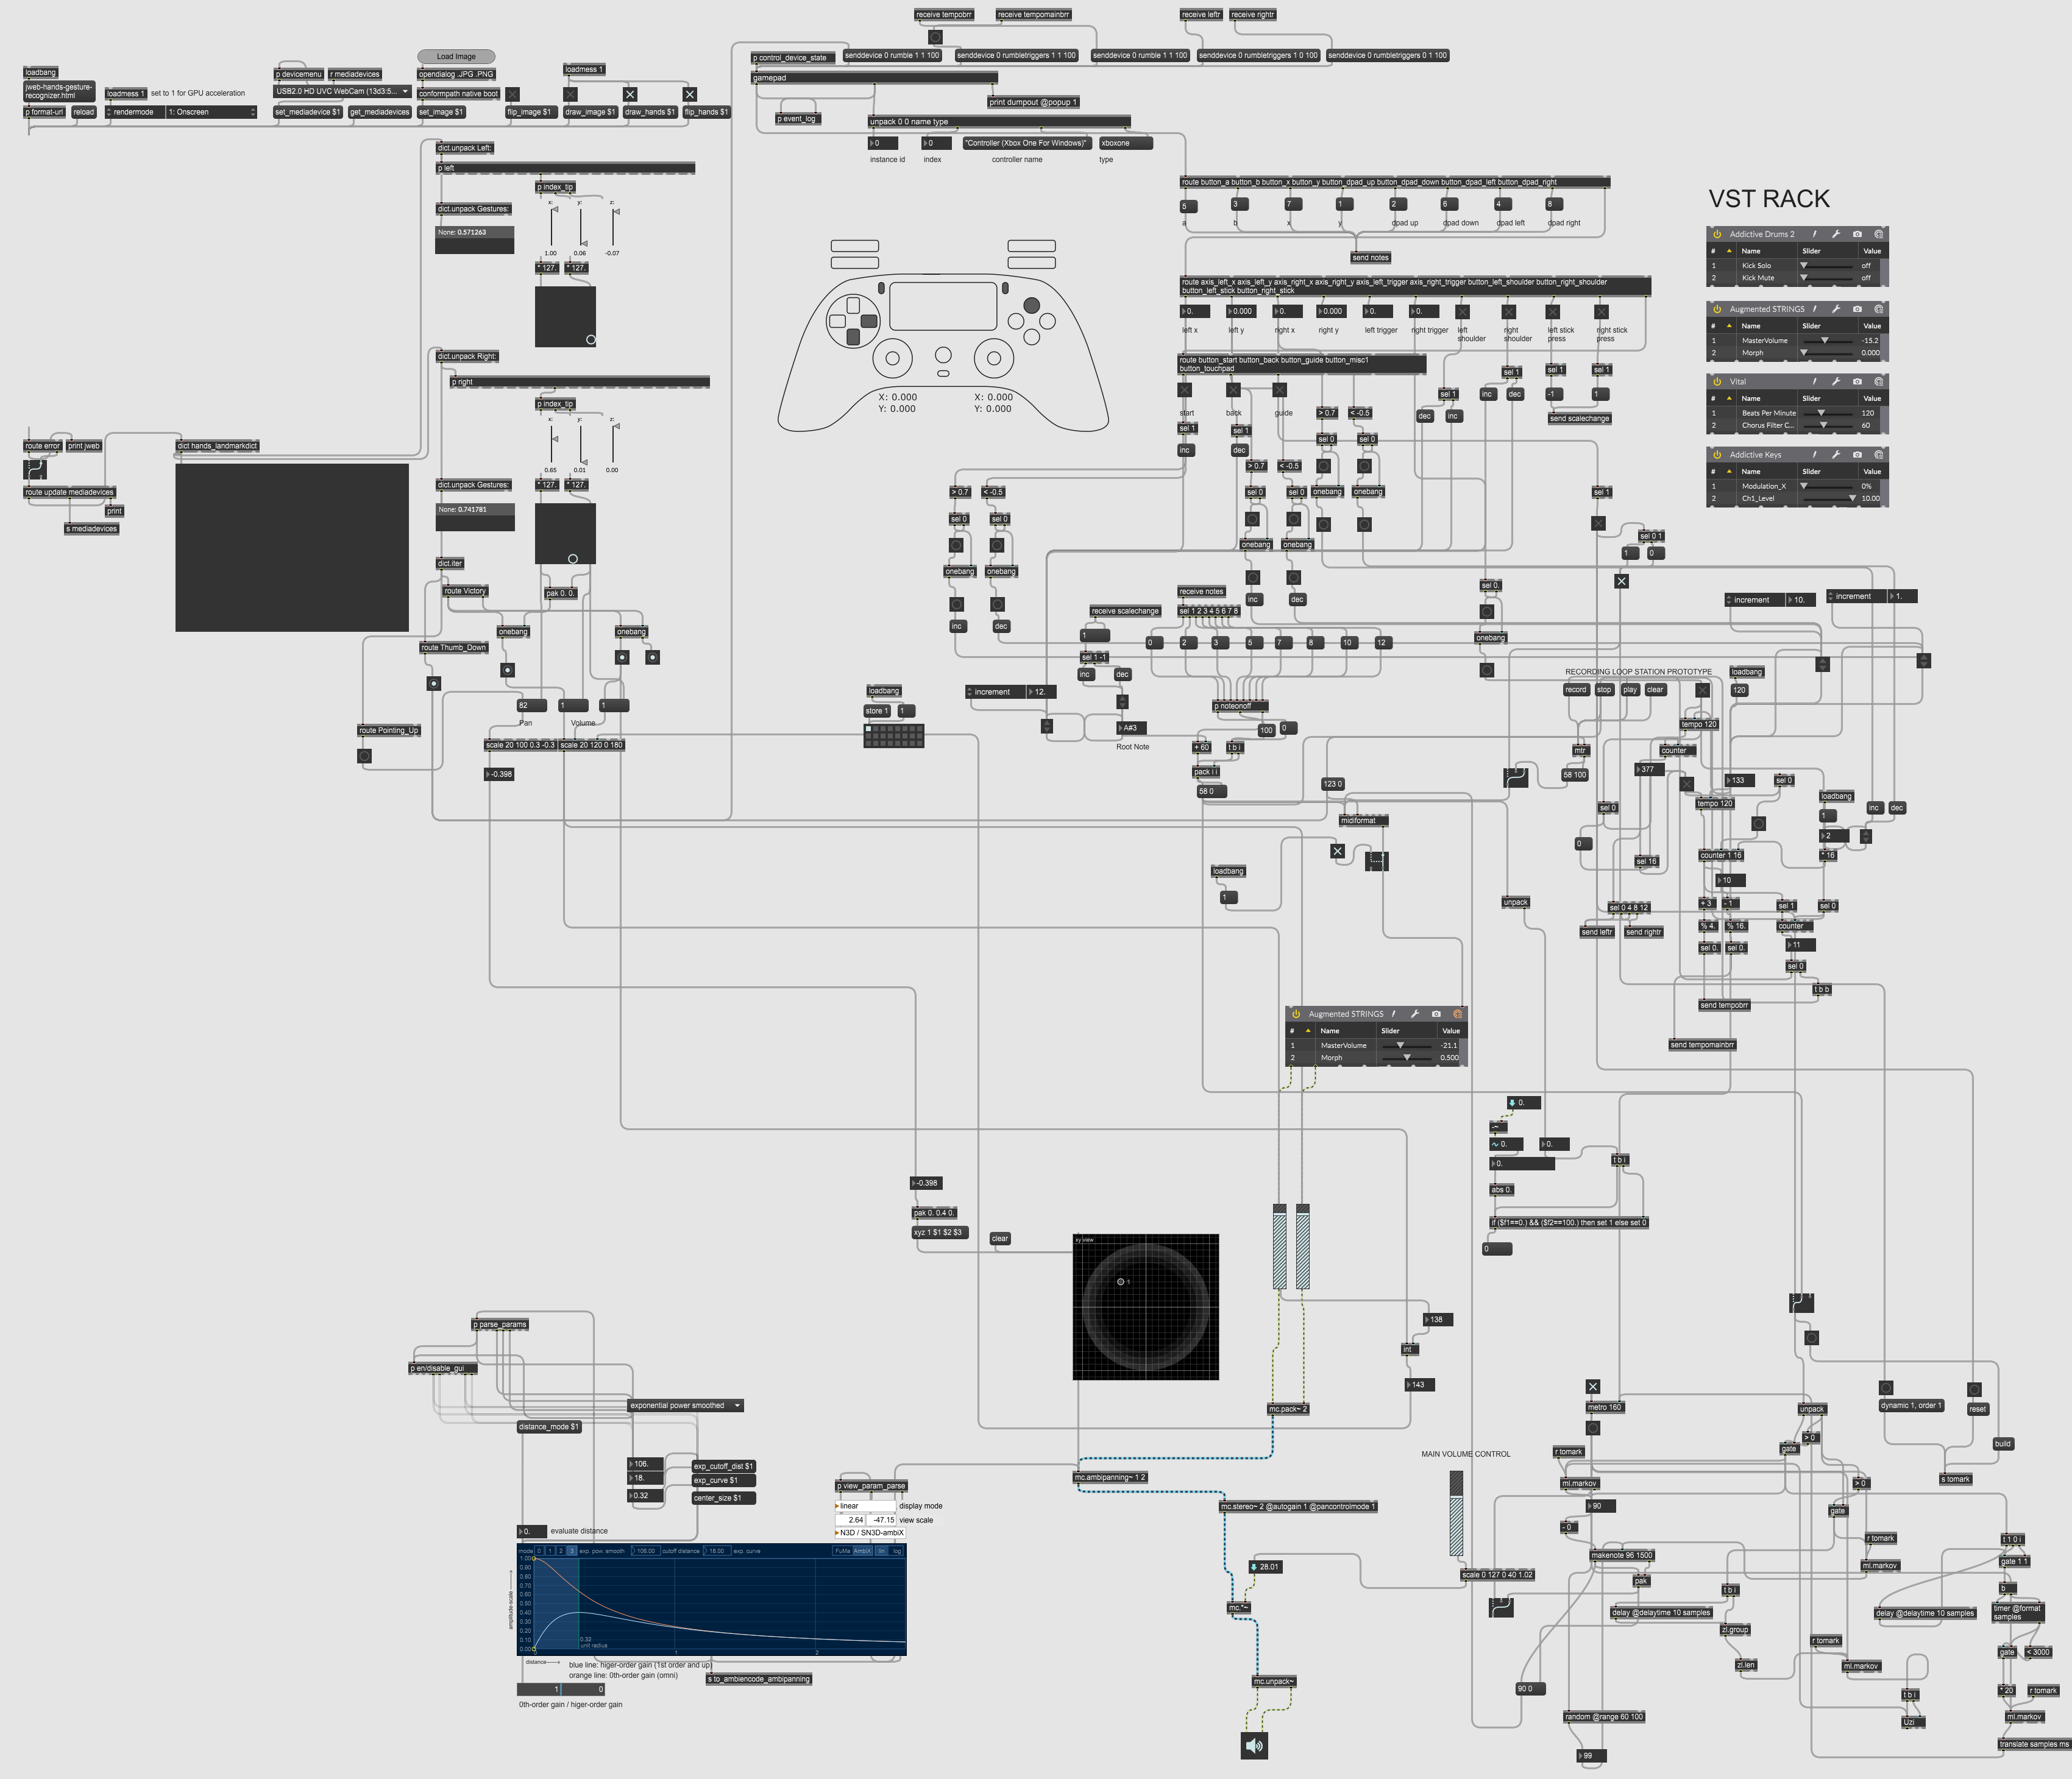 receive tempobrr
receive tempomainbrr
receive leftr
receive rightr
senddevice 0 rumble 1 1 100
senddevice 0 rumbletriggers 1 1 100
senddevice 0 rumble 1 1 100
senddevice 0 rumbletriggers 1 0 100
senddevice 0 rumbletriggers 0 1 100
p control_device_state
gamepad
print dumpout @popup 1
p event_log
unpack 0 0 name type
0
0
"Controller (Xbox One For Windows)"
xboxone
instance id
index
controller name
type
loadbang
jweb-hands-gesture-
recognizer.html
p format-url
reload
loadmess 1
set to 1 for GPU acceleration
rendermode
1: Onscreen
p devicemenu
r mediadevices
USB2.0 HD UVC WebCam (13d3:5...
set_mediadevice $1
get_mediadevices
Load Image
opendialog .JPG .PNG
conformpath native boot
set_image $1
loadmess 1
flip_image $1
draw_image $1
draw_hands $1
flip_hands $1
dict.unpack Left:
p left
p index_tip
dict.unpack Gestures:
None: 0.571263
x:
y:
z:
1.00
0.06
-0.07
* 127.
* 127.
dict.unpack Right:
p right
p index_tip
x:
y:
z:
0.65
0.01
0.00
dict.unpack Gestures:
None: 0.741781
* 127.
* 127.
route error
print jweb
dict hands_landmarkdict
route update mediadevices
print
s mediadevices
dict.iter
route Victory
pak 0. 0.
onebang
onebang
route Thumb_Down
route Pointing_Up
82
1
1
Pan
Volume
scale 20 100 0.3 -0.3
scale 20 120 0 180
-0.398
X: 0.000
Y: 0.000
X: 0.000
Y: 0.000
route button_a button_b button_x button_y button_dpad_up button_dpad_down button_dpad_left button_dpad_right
5
3
7
1
2
6
4
8
a
b
x
y
dpad up
dpad down
dpad left
dpad right
send notes
route axis_left_x axis_left_y axis_right_x axis_right_y axis_left_trigger axis_right_trigger button_left_shoulder button_right_shoulder
button_left_stick button_right_stick
0.
0.000
0.
0.000
0.
0.
left x
left y
right x
right y
left trigger
right trigger
left
shoulder
right
shoulder
left stick
press
right stick
press
route button_start button_back button_guide button_misc1
button_touchpad
start
back
guide
sel 1
sel 1
inc
dec
> 0.7
< -0.5
sel 0
sel 0
onebang
onebang
sel 1
sel 1
sel 1
sel 1
dec
inc
inc
dec
-1
1
send scalechange
> 0.7
< -0.5
sel 0
sel 0
onebang
onebang
inc
dec
> 0.7
< -0.5
sel 0
sel 0
onebang
onebang
inc
dec
VST RACK
Addictive Drums 2
# Name Slider Value
1 Kick Solo off
2 Kick Mute off
Augmented STRINGS
# Name Slider Value
1 MasterVolume -15.2
2 Morph 0.000
Vital
# Name Slider Value
1 Beats Per Minute 120
2 Chorus Filter C... 60
Addictive Keys
# Name Slider Value
1 Modulation_X 0%
2 Ch1_Level 10.00
sel 1
sel 0 1
1
0
increment
10.
increment
1.
sel 0.
onebang
receive notes
sel 1 2 3 4 5 6 7 8
receive scalechange
1
sel 1 -1
inc
dec
0
2
3
5
7
8
10
12
increment
12.
A#3
Root Note
p noteonoff
100
0
+ 60
t b i
pack i i
58 0
loadbang
store 1
1
123 0
midiformat
loadbang
1
RECORDING LOOP STATION PROTOTYPE
record
stop
play
clear
loadbang
120
tempo 120
mtr
counter
58 100
377
133
sel 0
tempo 120
loadbang
1
inc
dec
2
sel 0
0
sel 16
counter 1 16
* 16
10
sel 0 4 8 12
+ 3
- 1
sel 1
sel 0
send leftr
send rightr
% 4.
% 16.
counter
sel 0.
sel 0.
11
sel 0
t b b
send tempobrr
send tempomainbrr
unpack
Augmented STRINGS
# Name Slider Value
1 MasterVolume -21.1
2 Morph 0.500
0.
-~
0.
0.
0.
t b i
abs 0.
if ($f1==0.) && ($f2==100.) then set 1 else set 0
0
-0.398
pak 0. 0.4 0.
xyz 1 $1 $2 $3
clear
xy view
1
138
int
143
mc.pack~ 2
mc.ambipanning~ 1 2
mc.stereo~ 2 @autogain 1 @pancontrolmode 1
28.01
mc.*~
mc.unpack~
MAIN VOLUME CONTROL
scale 0 127 0 40 1.02
p parse_params
p en/disable_gui
exponential power smoothed
distance_mode $1
106.
18.
0.32
exp_cutoff_dist $1
exp_curve $1
center_size $1
0.
evaluate distance
p view_param_parse
linear
display mode
2.64
-47.15
view scale
N3D / SN3D-ambiX
mode 0 1 2 3 exp. pow. smooth 106.00 cutoff distance 18.00 exp. curve FuMa AmbiX lin log
1.00
0.90
0.80
0.70
0.60
0.50
0.40
0.30
0.20
0.10
0.00
amplitude-scale
0.32
unit radius
0
1
2
distance
blue line: higer-order gain (1st order and up)
orange line: 0th-order gain (omni)
1
0
0th-order gain / higer-order gain
s to_ambiencode_ambipanning
metro 160
r tomark
ml.markov
90
- 0
makenote 96 1500
pak
delay @delaytime 10 samples
90 0
random @range 60 100
99
unpack
> 0
gate
> 0
gate
r tomark
ml.markov
t b i
zl.group
zl.len
r tomark
ml.markov
t b i
Uzi
dynamic 1, order 1
reset
build
s tomark
t 1 0 i
gate 1 1
b
timer @format
samples
delay @delaytime 10 samples
gate
< 3000
* 20
r tomark
ml.markov
translate samples ms